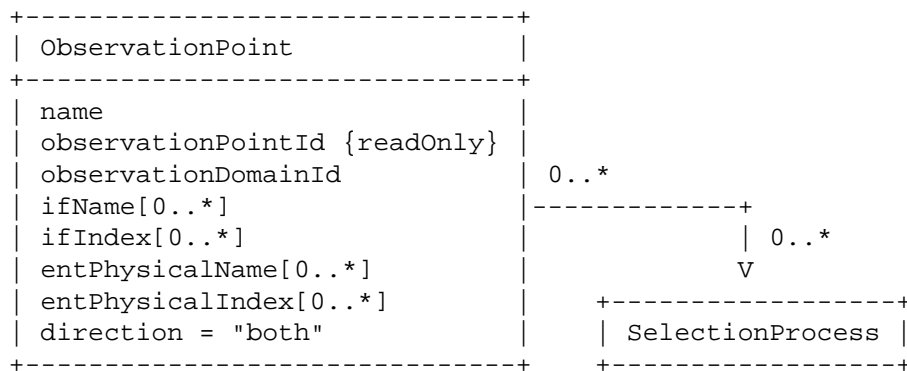 ObservationPoint
name
observationPointId {readOnly}
observationDomainId 0..*
ifName[0..*]
ifIndex[0..*] 0..*
entPhysicalName[0..*] V
entPhysicalIndex[0..*]
direction = "both" SelectionProcess